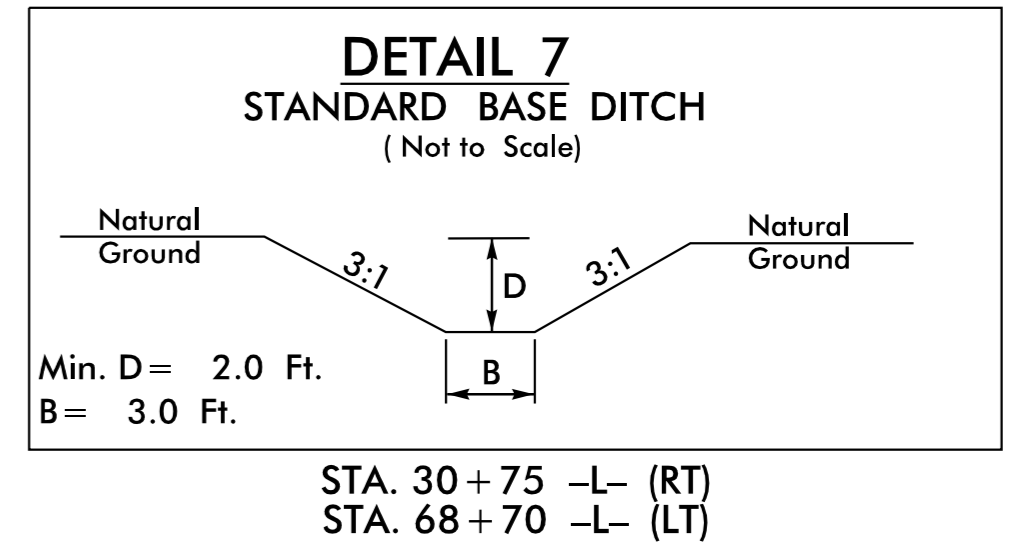 DETAIL 7
STANDARD BASE DITCH
( Not to Scale)
Natural
Ground
3:1
D
3:1
Natural
Ground
Min. D= 2.0 Ft.
B
B= 3.0 Ft.
STA. 30+75 –L– (RT)
STA. 68+70 –L– (LT)